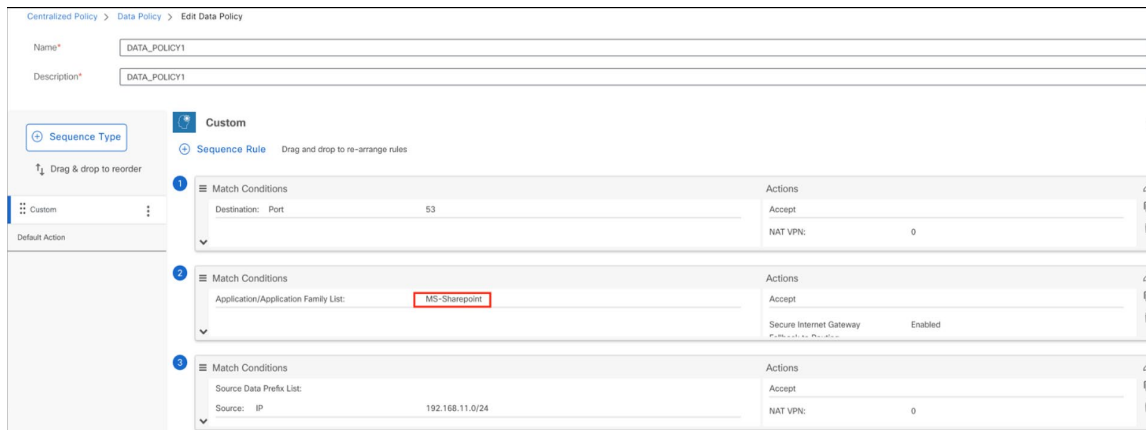 Centralized Policy > Data Policy > Edit Data Policy
Name* DATA_POLICY1
Description* DATA_POLICY1
Sequence Type
Drag & drop to reorder
Custom
Default Action
Custom
Sequence Rule Drag and drop to re-arrange rules
1 Match Conditions Actions
Destination: Port 53 Accept
NAT VPN: 0
2 Match Conditions Actions
Application/Application Family List: MS-Sharepoint Accept
Secure Internet Gateway Enabled
Fallback to Routing
3 Match Conditions Actions
Source Data Prefix List: Accept
Source: IP 192.168.11.0/24 NAT VPN: 0